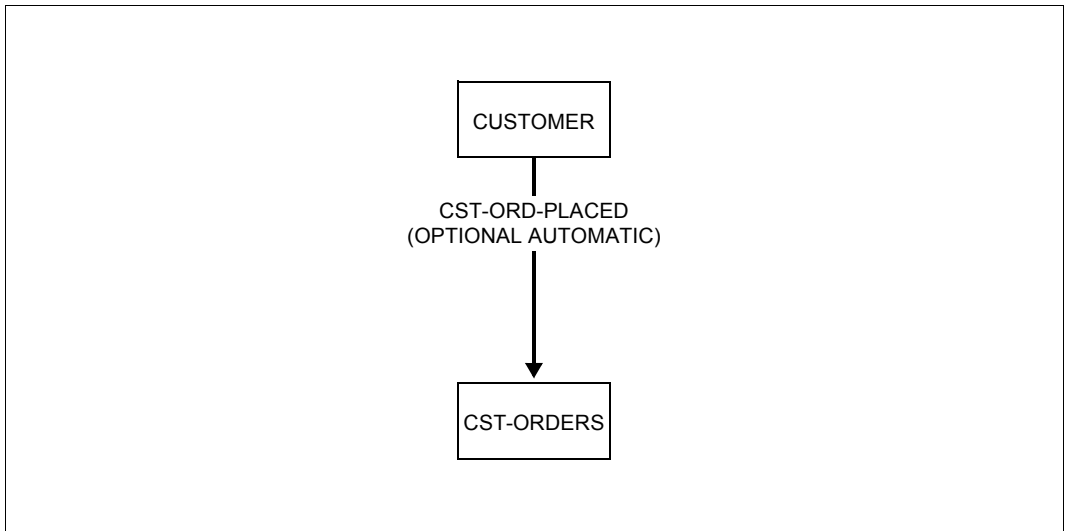 CUSTOMER
CST-ORD-PLACED
(OPTIONAL AUTOMATIC)
CST-ORDERS